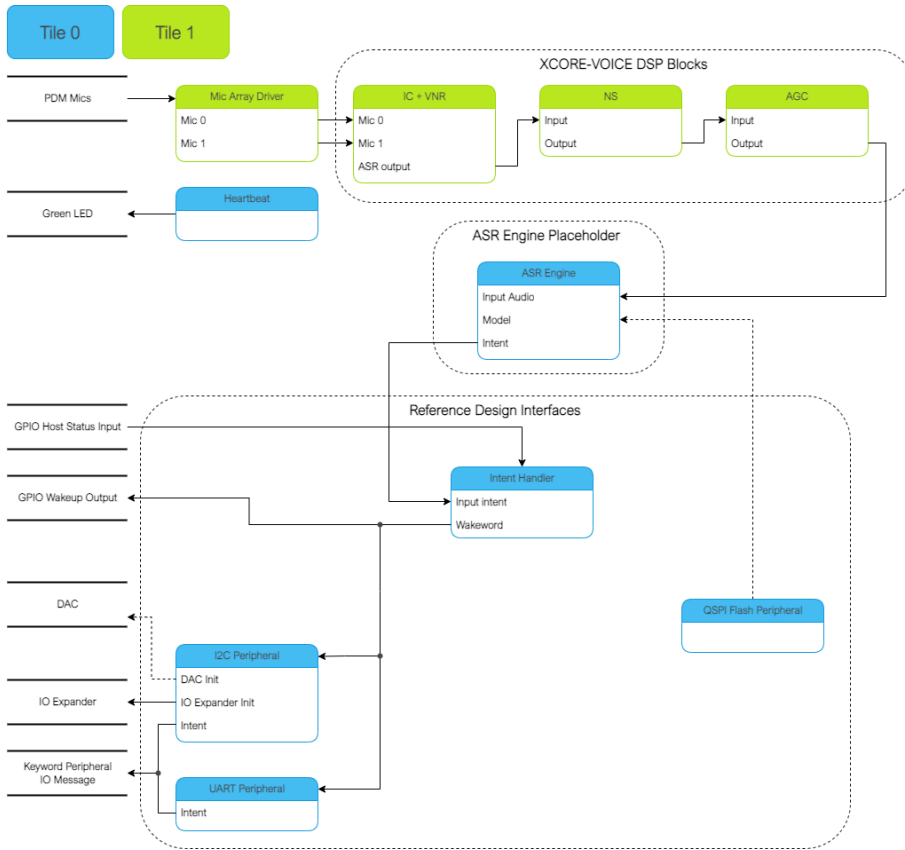 Tile 0
Tile 1
XCORE-VOICE DSP Blocks
PDM Mics
Mic Array Driver
Mic 0
Mic 1
IC + VNR
Mic 0
Mic 1
ASR output
NS
Input
Output
AGC
Input
Output
Green LED
Heartbeat
ASR Engine Placeholder
ASR Engine
Input Audio
Model
Intent
Reference Design Interfaces
GPIO Host Status Input
Intent Handler
Input intent
Wakeword
GPIO Wakeup Output
DAC
QSPI Flash Peripheral
I2C Peripheral
DAC Init
IO Expander Init
Intent
IO Expander
Keyword Peripheral
IO Message
UART Peripheral
Intent